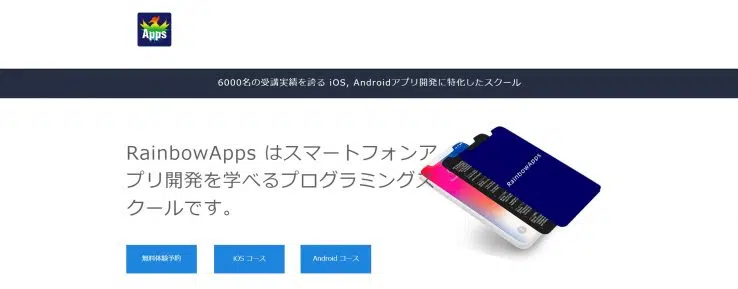 Apps
6000名の受講実績を誇る iOS, Androidアプリ開発に特化したスクール
RainbowApps はスマートフォンア
プリ開発を学べるプログラミングス
クールです。
RainbowApps
無料体験予約
iOS コース
Android コース